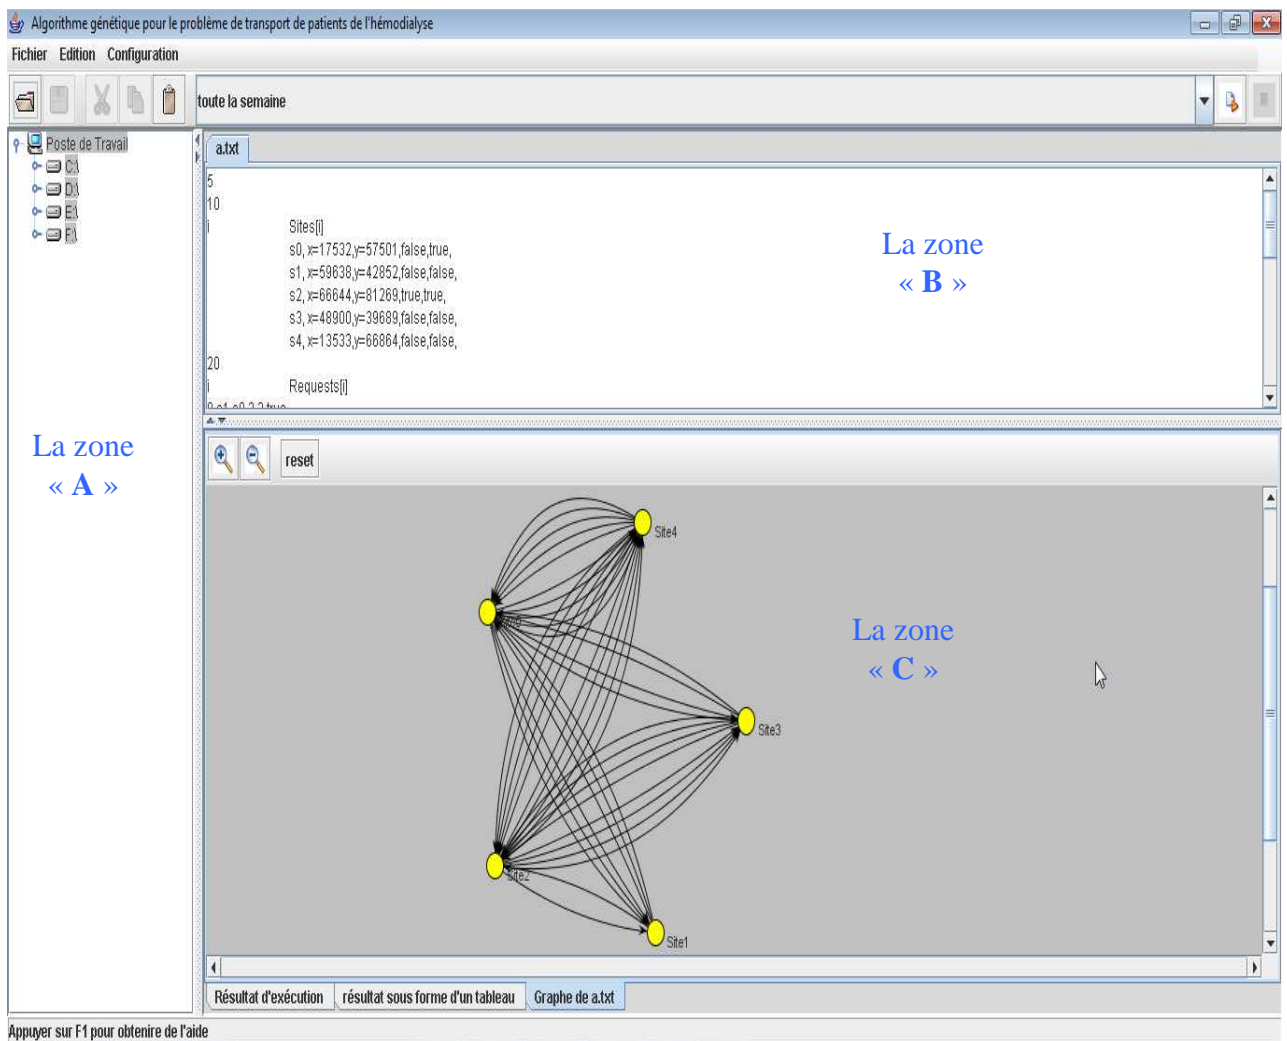 Algorithme génétique pour le problème de transport de patients de l'hémodialyse
Fichier Edition Configuration
toute la semaine
Poste de Travail
C:\
D:\
E:\
F:\
La zone
« A »
a.txt
5
10
i Sites[i]
s0, x=17532,y=57501,false,true,
s1, x=59638,y=42852,false,false,
s2, x=66644,y=81269,true,true,
s3, x=48900,y=39689,false,false,
s4, x=13533,y=66864,false,false,
20
i Requests[i]
La zone
« B »
reset
Site4
Site3
Site2
Site1
La zone
« C »
Résultat d'exécution résultat sous forme d'un tableau Graphe de a.txt
Appuyer sur F1 pour obtenire de l'aide